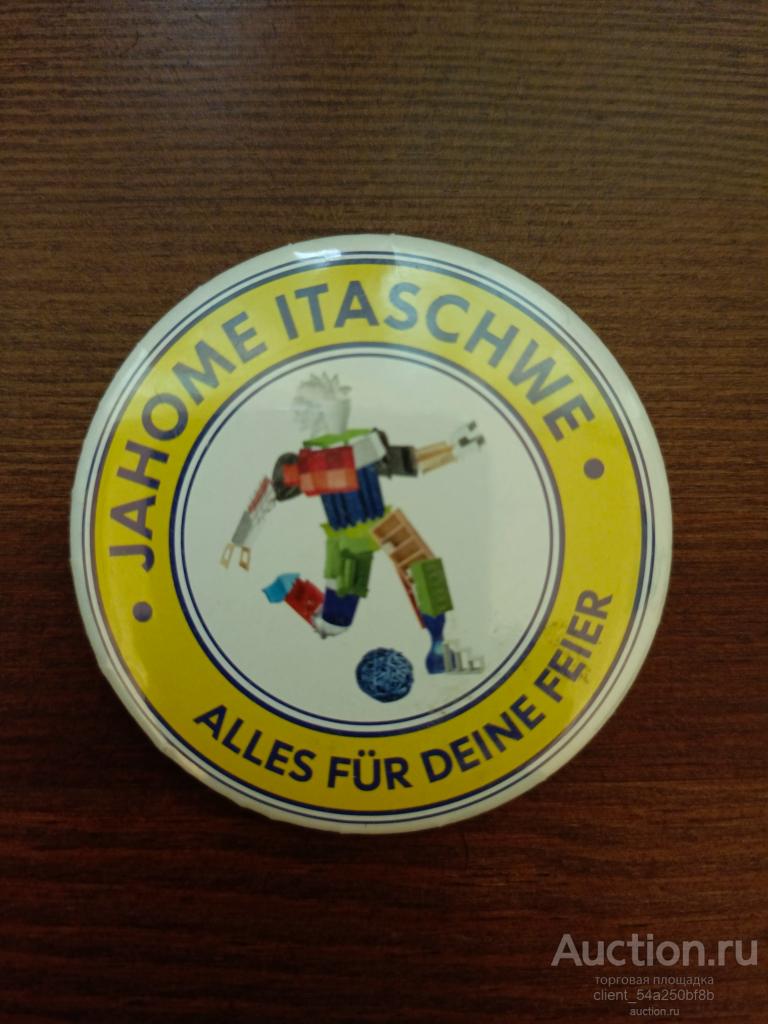 • JAHOME ITASCHWE •
ALLES FÜR DEINE FEIER
Auction.ru
торговая площадка
client_54a250bf8b
auction.ru